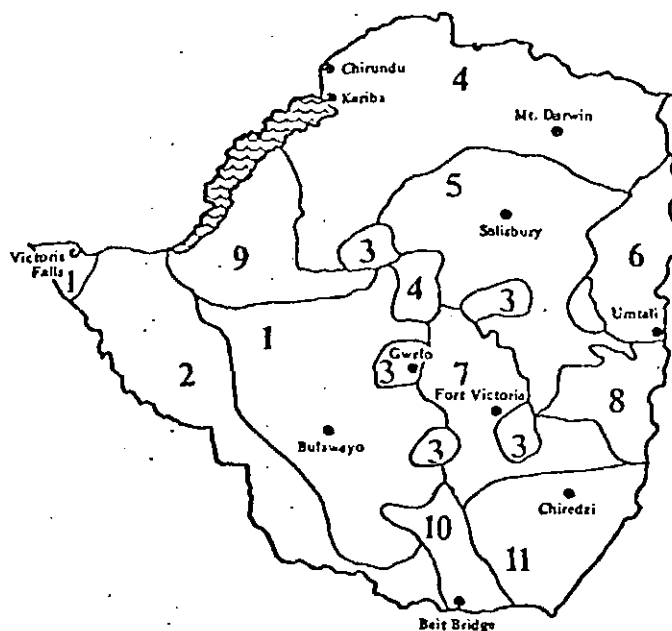 Chirundu
Kariba
4
Mt. Darwin
5
Salisbury
Victoria
Falls
1
9
3
6
4
3
Umtali
1
2
Gwelo
3
7
Fort Victoria
8
Bulawayo
3
3
10
Chiredzi
11
Beit Bridge